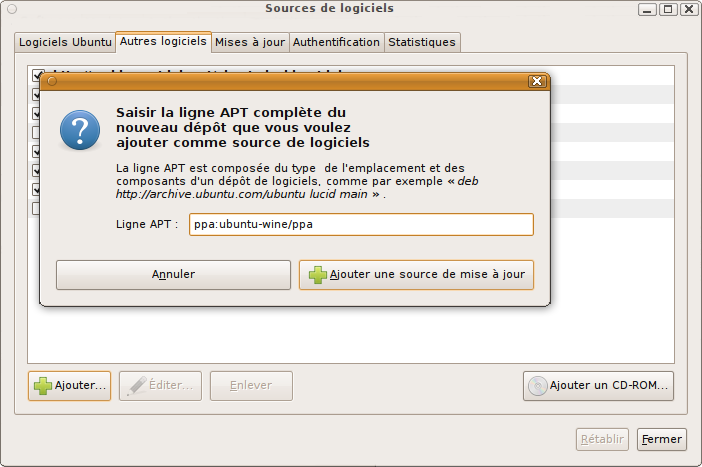 Sources de logiciels
Logiciels Ubuntu
Autres logiciels
Mises à jour
Authentification
Statistiques
Saisir la ligne APT complète du
nouveau dépôt que vous voulez
ajouter comme source de logiciels
La ligne APT est composée du type  de l'emplacement et des
composants d'un dépôt de logiciels, comme par exemple « deb
http://archive.ubuntu.com/ubuntu lucid main » .
Ligne APT :
ppa:ubuntu-wine/ppa
Annuler
Ajouter une source de mise à jour
Ajouter...
Éditer...
Enlever
Ajouter un CD-ROM...
Rétablir
Fermer